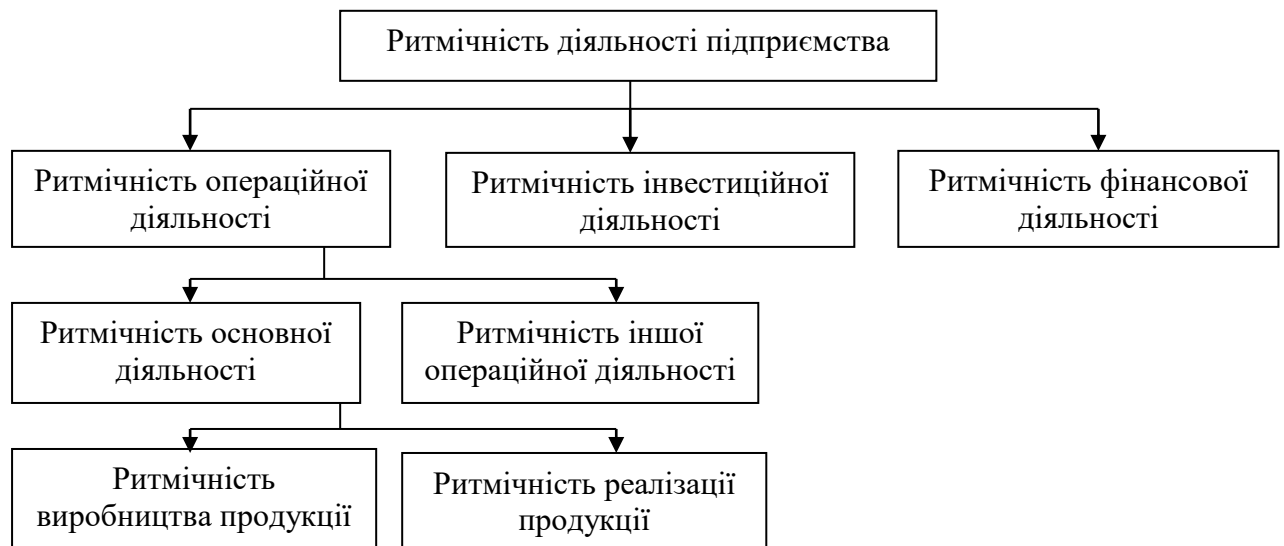 Ритмічність діяльності підприємства
Ритмічність операційної
діяльності
Ритмічність інвестиційної
діяльності
Ритмічність фінансової
діяльності
Ритмічність основної
діяльності
Ритмічність іншої
операційної діяльності
Ритмічність
виробництва продукції
Ритмічність реалізації
продукції